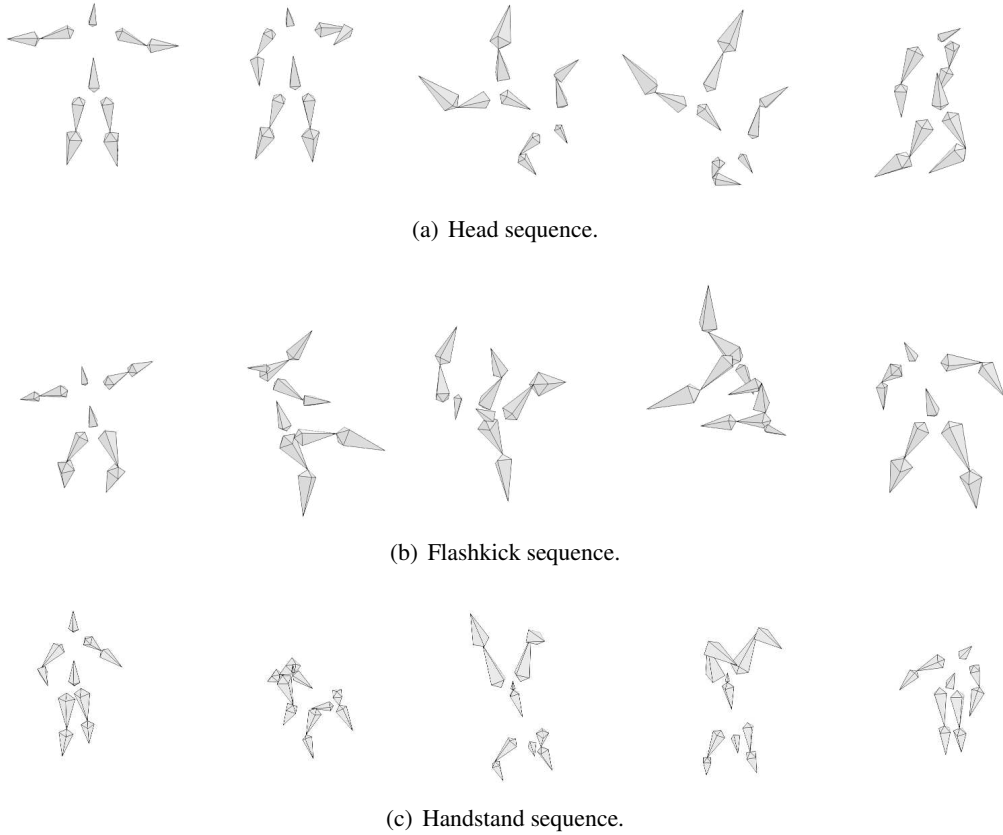 (a) Head sequence.
(b) Flashkick sequence.
(c) Handstand sequence.